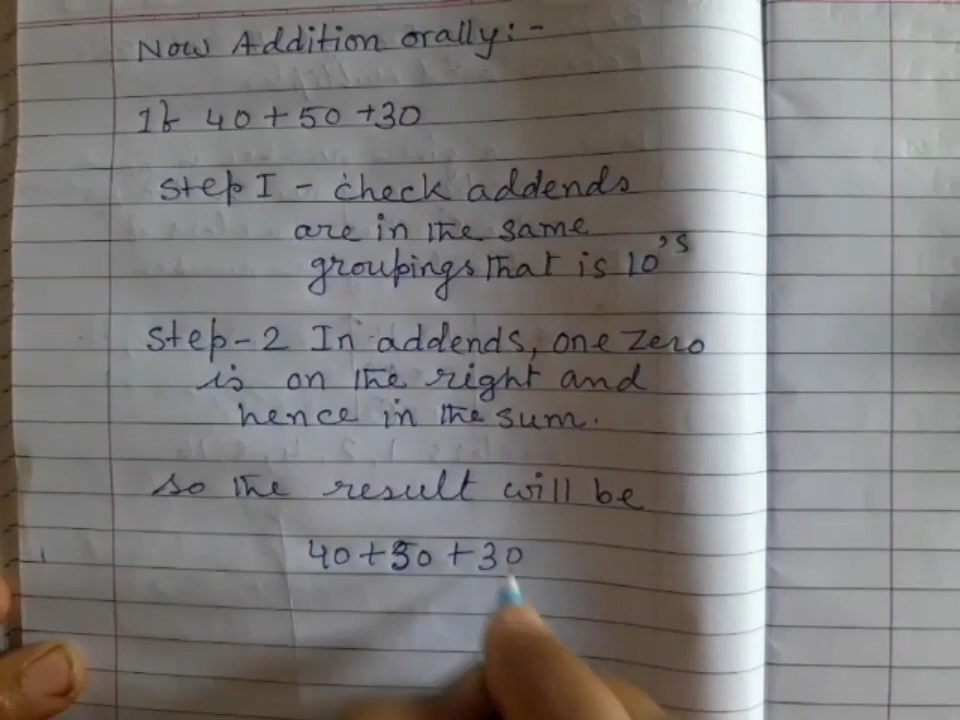 Now Addition orally:-
If 40+50+30
Step I - check addends
are in the same
groupings that is 10's
Step-2 In addends, one zero
is on the right and
hence in the sum.
so the result will be
40+50+30